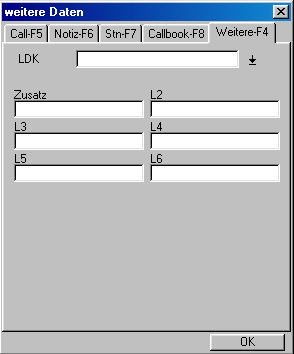 weitere Daten
Call-F5 Notiz-F6 Stn-F7 Callbook-F8 Weitere-F4
LDK
Zusatz L2
L3 L4
L5 L6
OK